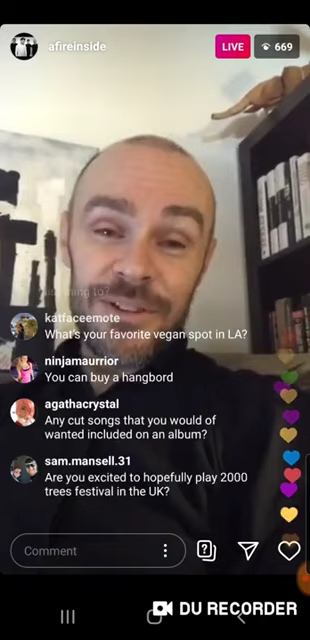 afireinside
LIVE
669
thing to?
katfaceemote
What's your favorite vegan spot in LA?
ninjamaurrior
You can buy a hangbord
agathacrystal
Any cut songs that you would of
wanted included on an album?
sam.mansell.31
Are you excited to hopefully play 2000
trees festival in the UK?
Comment
DU RECORDER